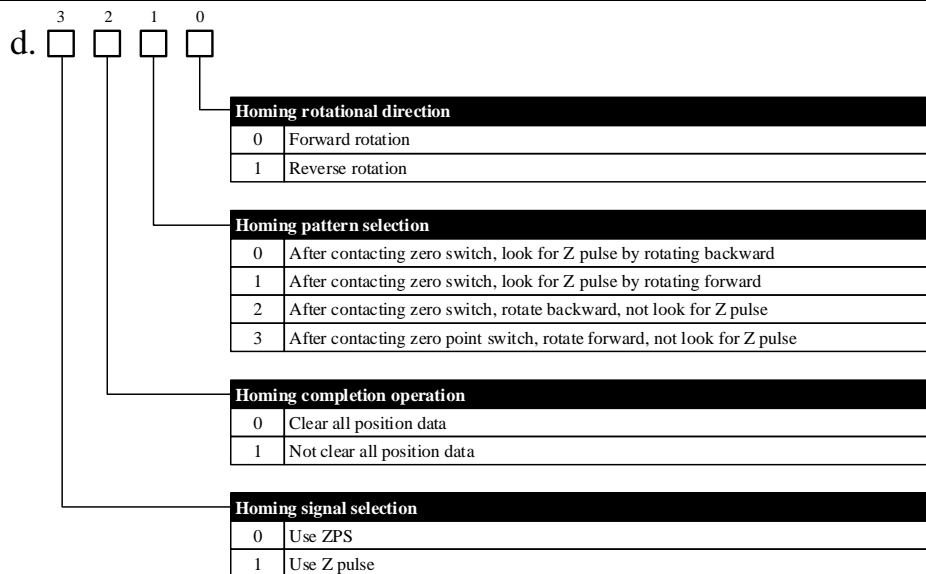 3 2 1 0
d.
Homing rotational direction
0 Forward rotation
1 Reverse rotation
Homing pattern selection
0 After contacting zero switch, look for Z pulse by rotating backward
1 After contacting zero switch, look for Z pulse by rotating forward
2 After contacting zero switch, rotate backward, not look for Z pulse
3 After contacting zero point switch, rotate forward, not look for Z pulse
Homing completion operation
0 Clear all position data
1 Not clear all position data
Homing signal selection
0 Use ZPS
1 Use Z pulse